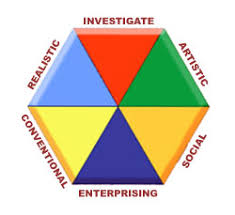 INVESTIGATE
REALISTIC
ARTISTIC
CONVENTIONAL
SOCIAL
ENTERPRISING